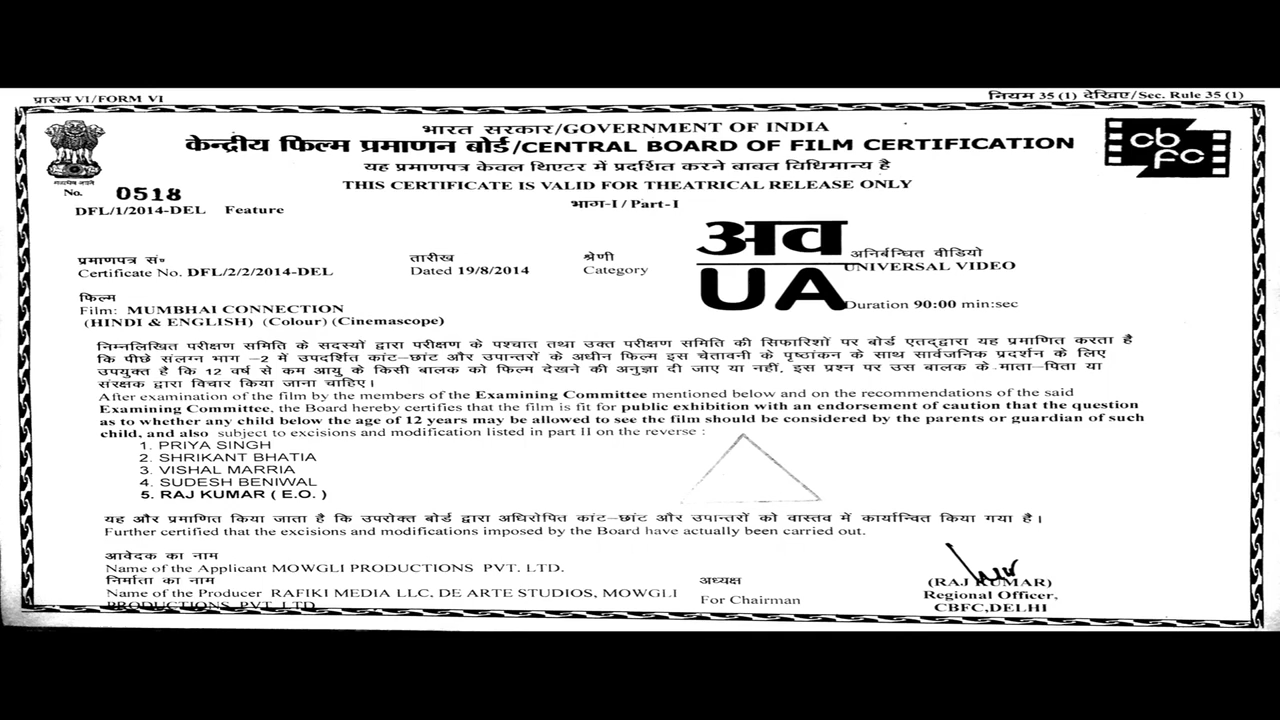 प्रारूप VI/FORM VI
नियम 35 (1) देखिए/Sec. Rule 35 (1)
भारत सरकार/GOVERNMENT OF INDIA
केन्द्रीय फिल्म प्रमाणन बोर्ड/CENTRAL BOARD OF FILM CERTIFICATION
cbfc
यह प्रमाणपत्र केवल थिएटर में प्रदर्शित करने बाबत विधिमान्य है
THIS CERTIFICATE IS VALID FOR THEATRICAL RELEASE ONLY
सत्यमेव जयते
No. 0518
DFL/1/2014-DEL Feature
भाग-I / Part-I
अव
UA
अनिर्बन्धित वीडियो
UNIVERSAL VIDEO
प्रमाणपत्र सं॰
Certificate No. DFL/2/2/2014-DEL
तारीख
Dated 19/8/2014
श्रेणी
Category
Duration 90:00 min:sec
फिल्म
Film: MUMBHAI CONNECTION
(HINDI & ENGLISH) (Colour) (Cinemascope)
निम्नलिखित परीक्षण समिति के सदस्यों द्वारा परीक्षण के पश्चात तथा उक्त परीक्षण समिति की सिफारिशों पर बोर्ड एतद्द्वारा यह प्रमाणित करता है
कि पीछे संलग्न भाग -2 में उपदर्शित कांट-छांट और उपान्तरों के अधीन फिल्म इस चेतावनी के पृष्ठांकन के साथ सार्वजनिक प्रदर्शन के लिए
उपयुक्त है कि 12 वर्ष से कम आयु के किसी बालक को फिल्म देखने की अनुज्ञा दी जाए या नहीं, इस प्रश्न पर उस बालक के माता-पिता या
संरक्षक द्वारा विचार किया जाना चाहिए।
After examination of the film by the members of the Examining Committee mentioned below and on the recommendations of the said
Examining Committee, the Board hereby certifies that the film is fit for public exhibition with an endorsement of caution that the question
as to whether any child below the age of 12 years may be allowed to see the film should be considered by the parents or guardian of such
child, and also subject to excisions and modification listed in part II on the reverse :
1. PRIYA SINGH
2. SHRIKANT BHATIA
3. VISHAL MARRIA
4. SUDESH BENIWAL
5. RAJ KUMAR ( E.O. )
यह और प्रमाणित किया जाता है कि उपरोक्त बोर्ड द्वारा अधिरोपित कांट-छांट और उपान्तरों को वास्तव में कार्यान्वित किया गया है।
Further certified that the excisions and modifications imposed by the Board have actually been carried out.
आवेदक का नाम
Name of the Applicant MOWGLI PRODUCTIONS PVT. LTD.
निर्माता का नाम
Name of the Producer RAFIKI MEDIA LLC, DE ARTE STUDIOS, MOWGLI
PRODUCTIONS PVT. LTD.
अध्यक्ष
For Chairman
(RAJ KUMAR)
Regional Officer,
CBFC,DELHI